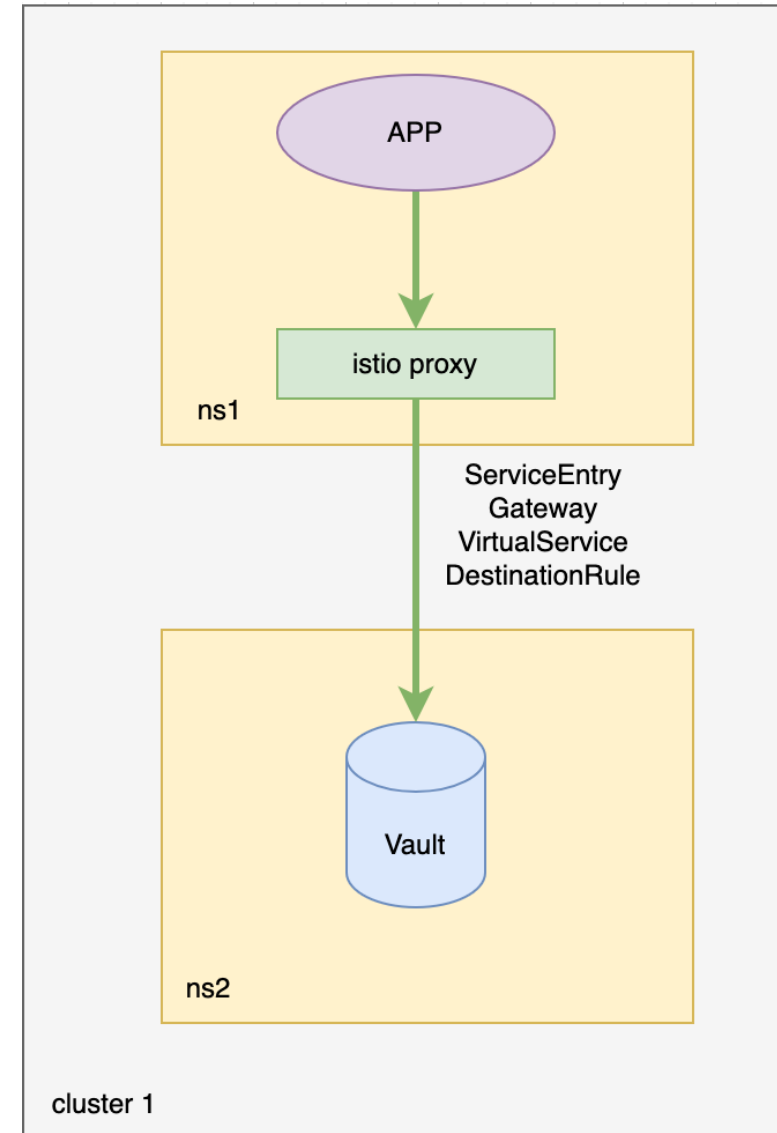 APP
istio proxy
ns1
ServiceEntry
Gateway
VirtualService
DestinationRule
Vault
ns2
cluster 1